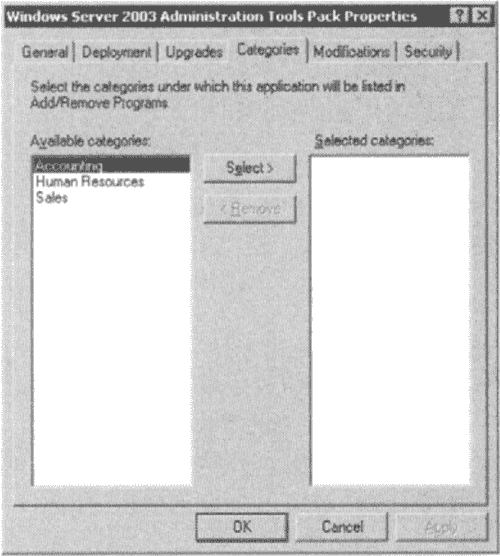 Windows Server 2003 Administration Tools Pack Properties
General Deployment Upgrades Categories Modifications Security
Select the categories under which this application will be listed in
Add/Remove Programs.
Available categories:
Selected categories:
Accounting
Human Resources
Sales
Select >
< Remove
OK Cancel Apply